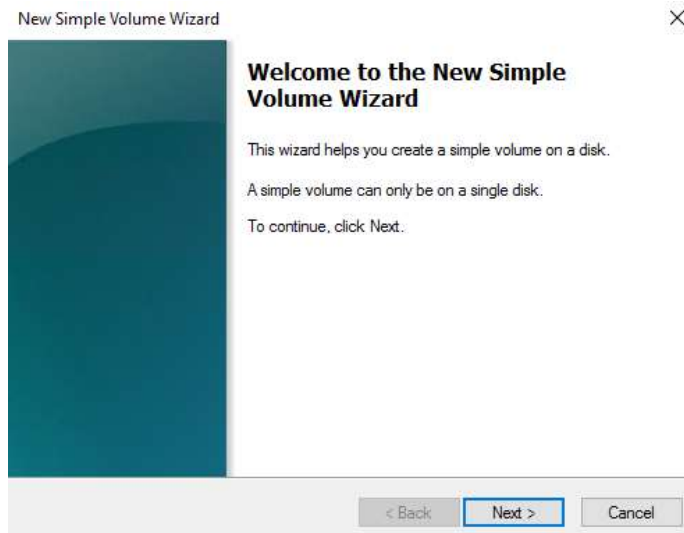 New Simple Volume Wizard
Welcome to the New Simple
Volume Wizard
This wizard helps you create a simple volume on a disk.
A simple volume can only be on a single disk.
To continue, click Next.
< Back
Next >
Cancel